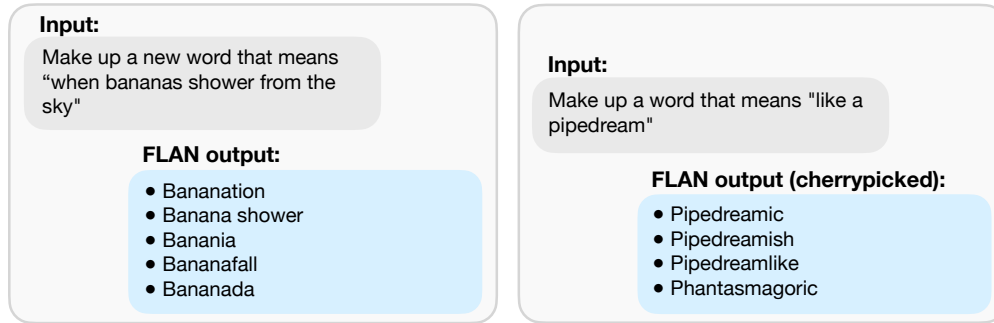 Input:
Make up a new word that means
“when bananas shower from the
sky"
FLAN output:
• Bananation
• Banana shower
• Banania
• Bananafall
• Bananada
Input:
Make up a word that means "like a
pipedream"
FLAN output (cherrypicked):
• Pipedreamic
• Pipedreamish
• Pipedreamlike
• Phantasmagoric